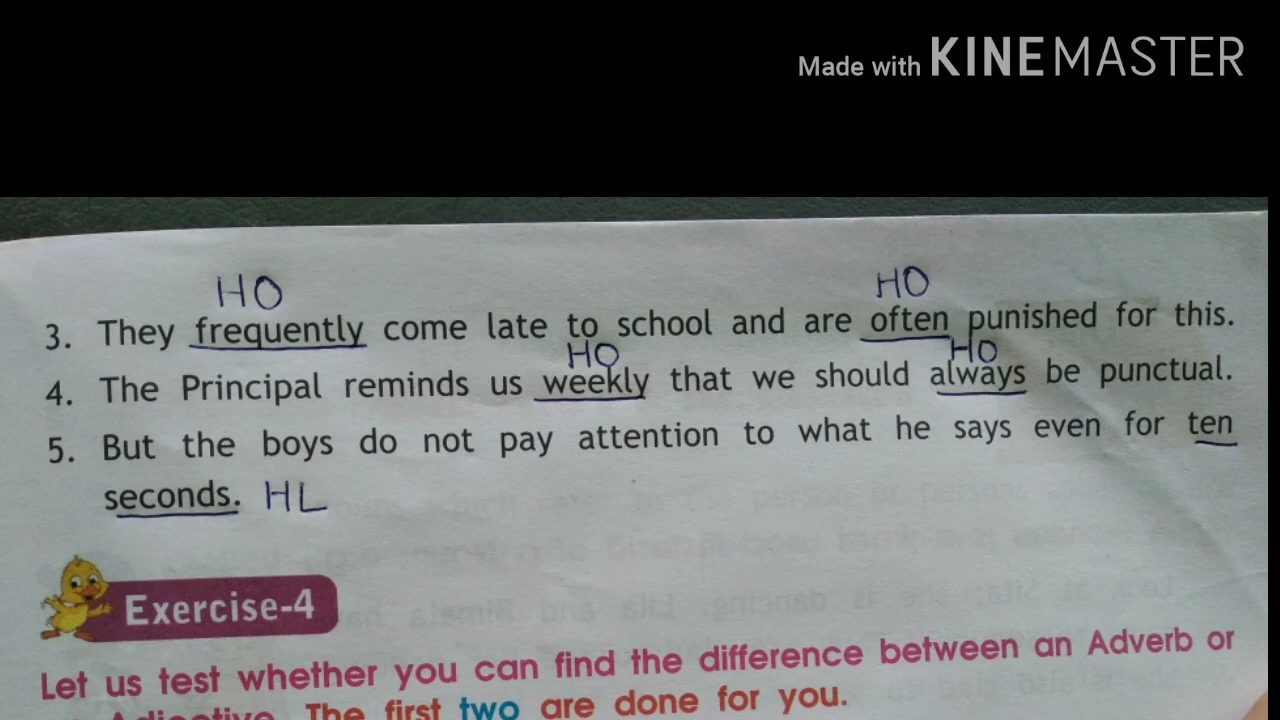 Made with KINEMASTER
HO HO
3. They frequently come late to school and are often punished for this.
HO HO
4. The Principal reminds us weekly that we should always be punctual.
5. But the boys do not pay attention to what he says even for ten
seconds. HL
Exercise-4
Let us test whether you can find the difference between an Adverb or
Adjective. The first two are done for you.